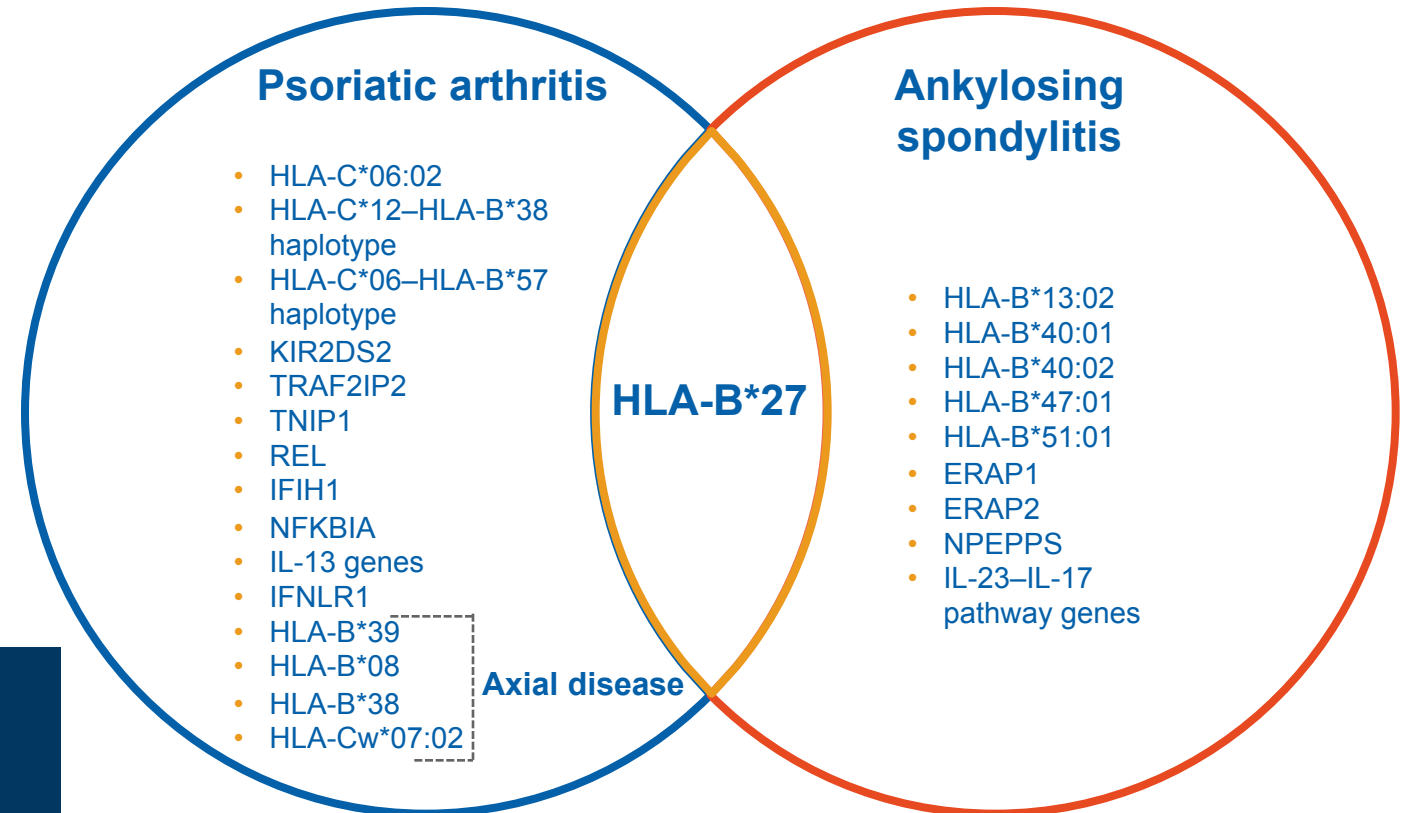 Psoriatic arthritis
• HLA-C*06:02
• HLA-C*12–HLA-B*38
haplotype
• HLA-C*06–HLA-B*57
haplotype
• KIR2DS2
• TRAF2IP2
• TNIP1
• REL
• IFIH1
• NFKBIA
• IL-13 genes
• IFNLR1
• HLA-B*39
• HLA-B*08
• HLA-B*38
• HLA-Cw*07:02
Axial disease
HLA-B*27
Ankylosing
spondylitis
• HLA-B*13:02
• HLA-B*40:01
• HLA-B*40:02
• HLA-B*47:01
• HLA-B*51:01
• ERAP1
• ERAP2
• NPEPPS
• IL-23–IL-17
pathway genes